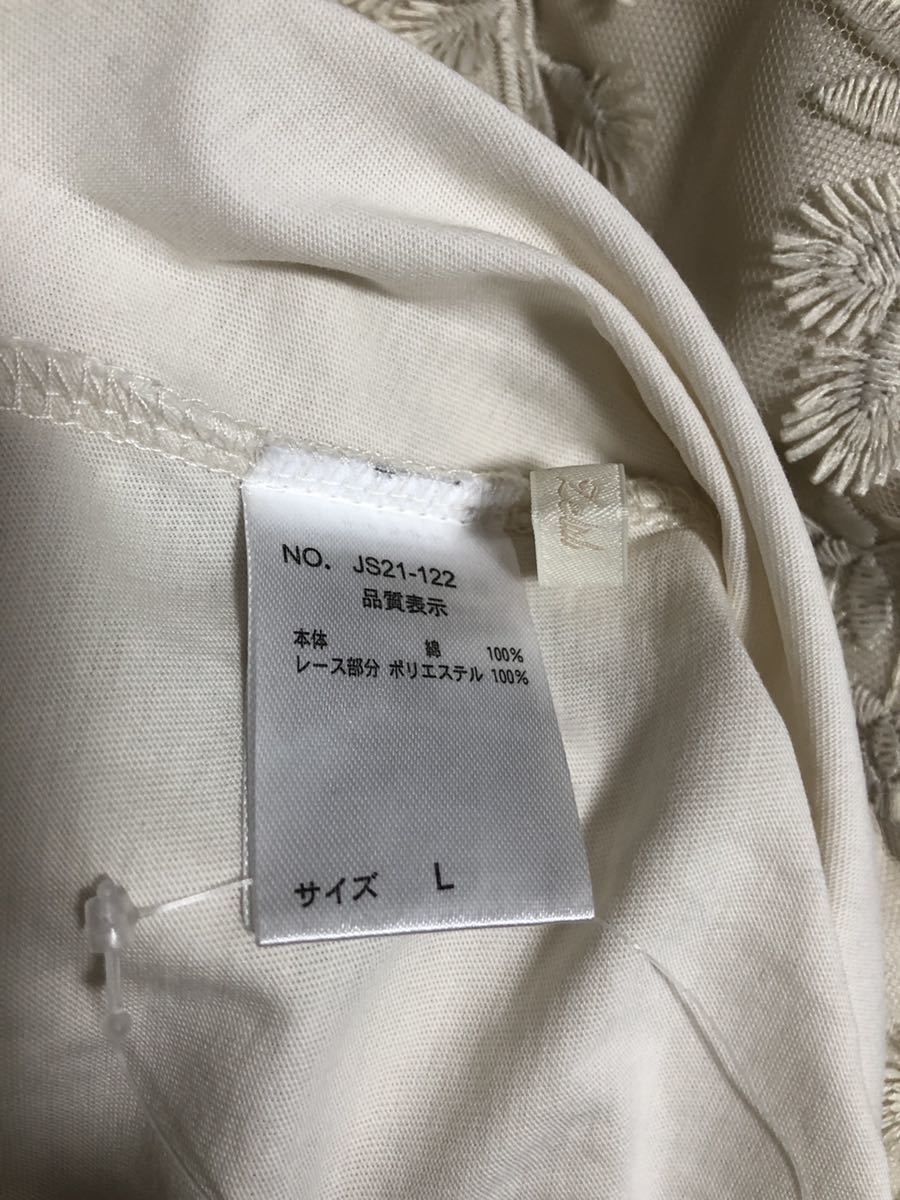 NO. JS21-122
品質表示
本体 綿 100%
レース部分 ポリエステル 100%
サイズ L